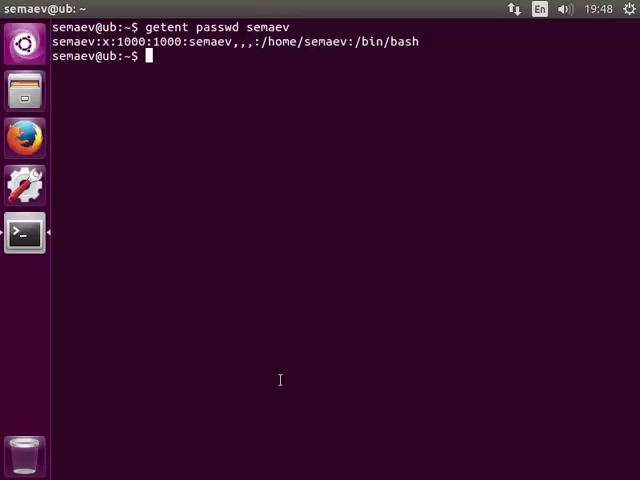 semaev@ub: ~
En
19:48
semaev@ub:~$ getent passwd semaev
semaev:x:1000:1000:semaev,,,:/home/semaev:/bin/bash
semaev@ub:~$
>_